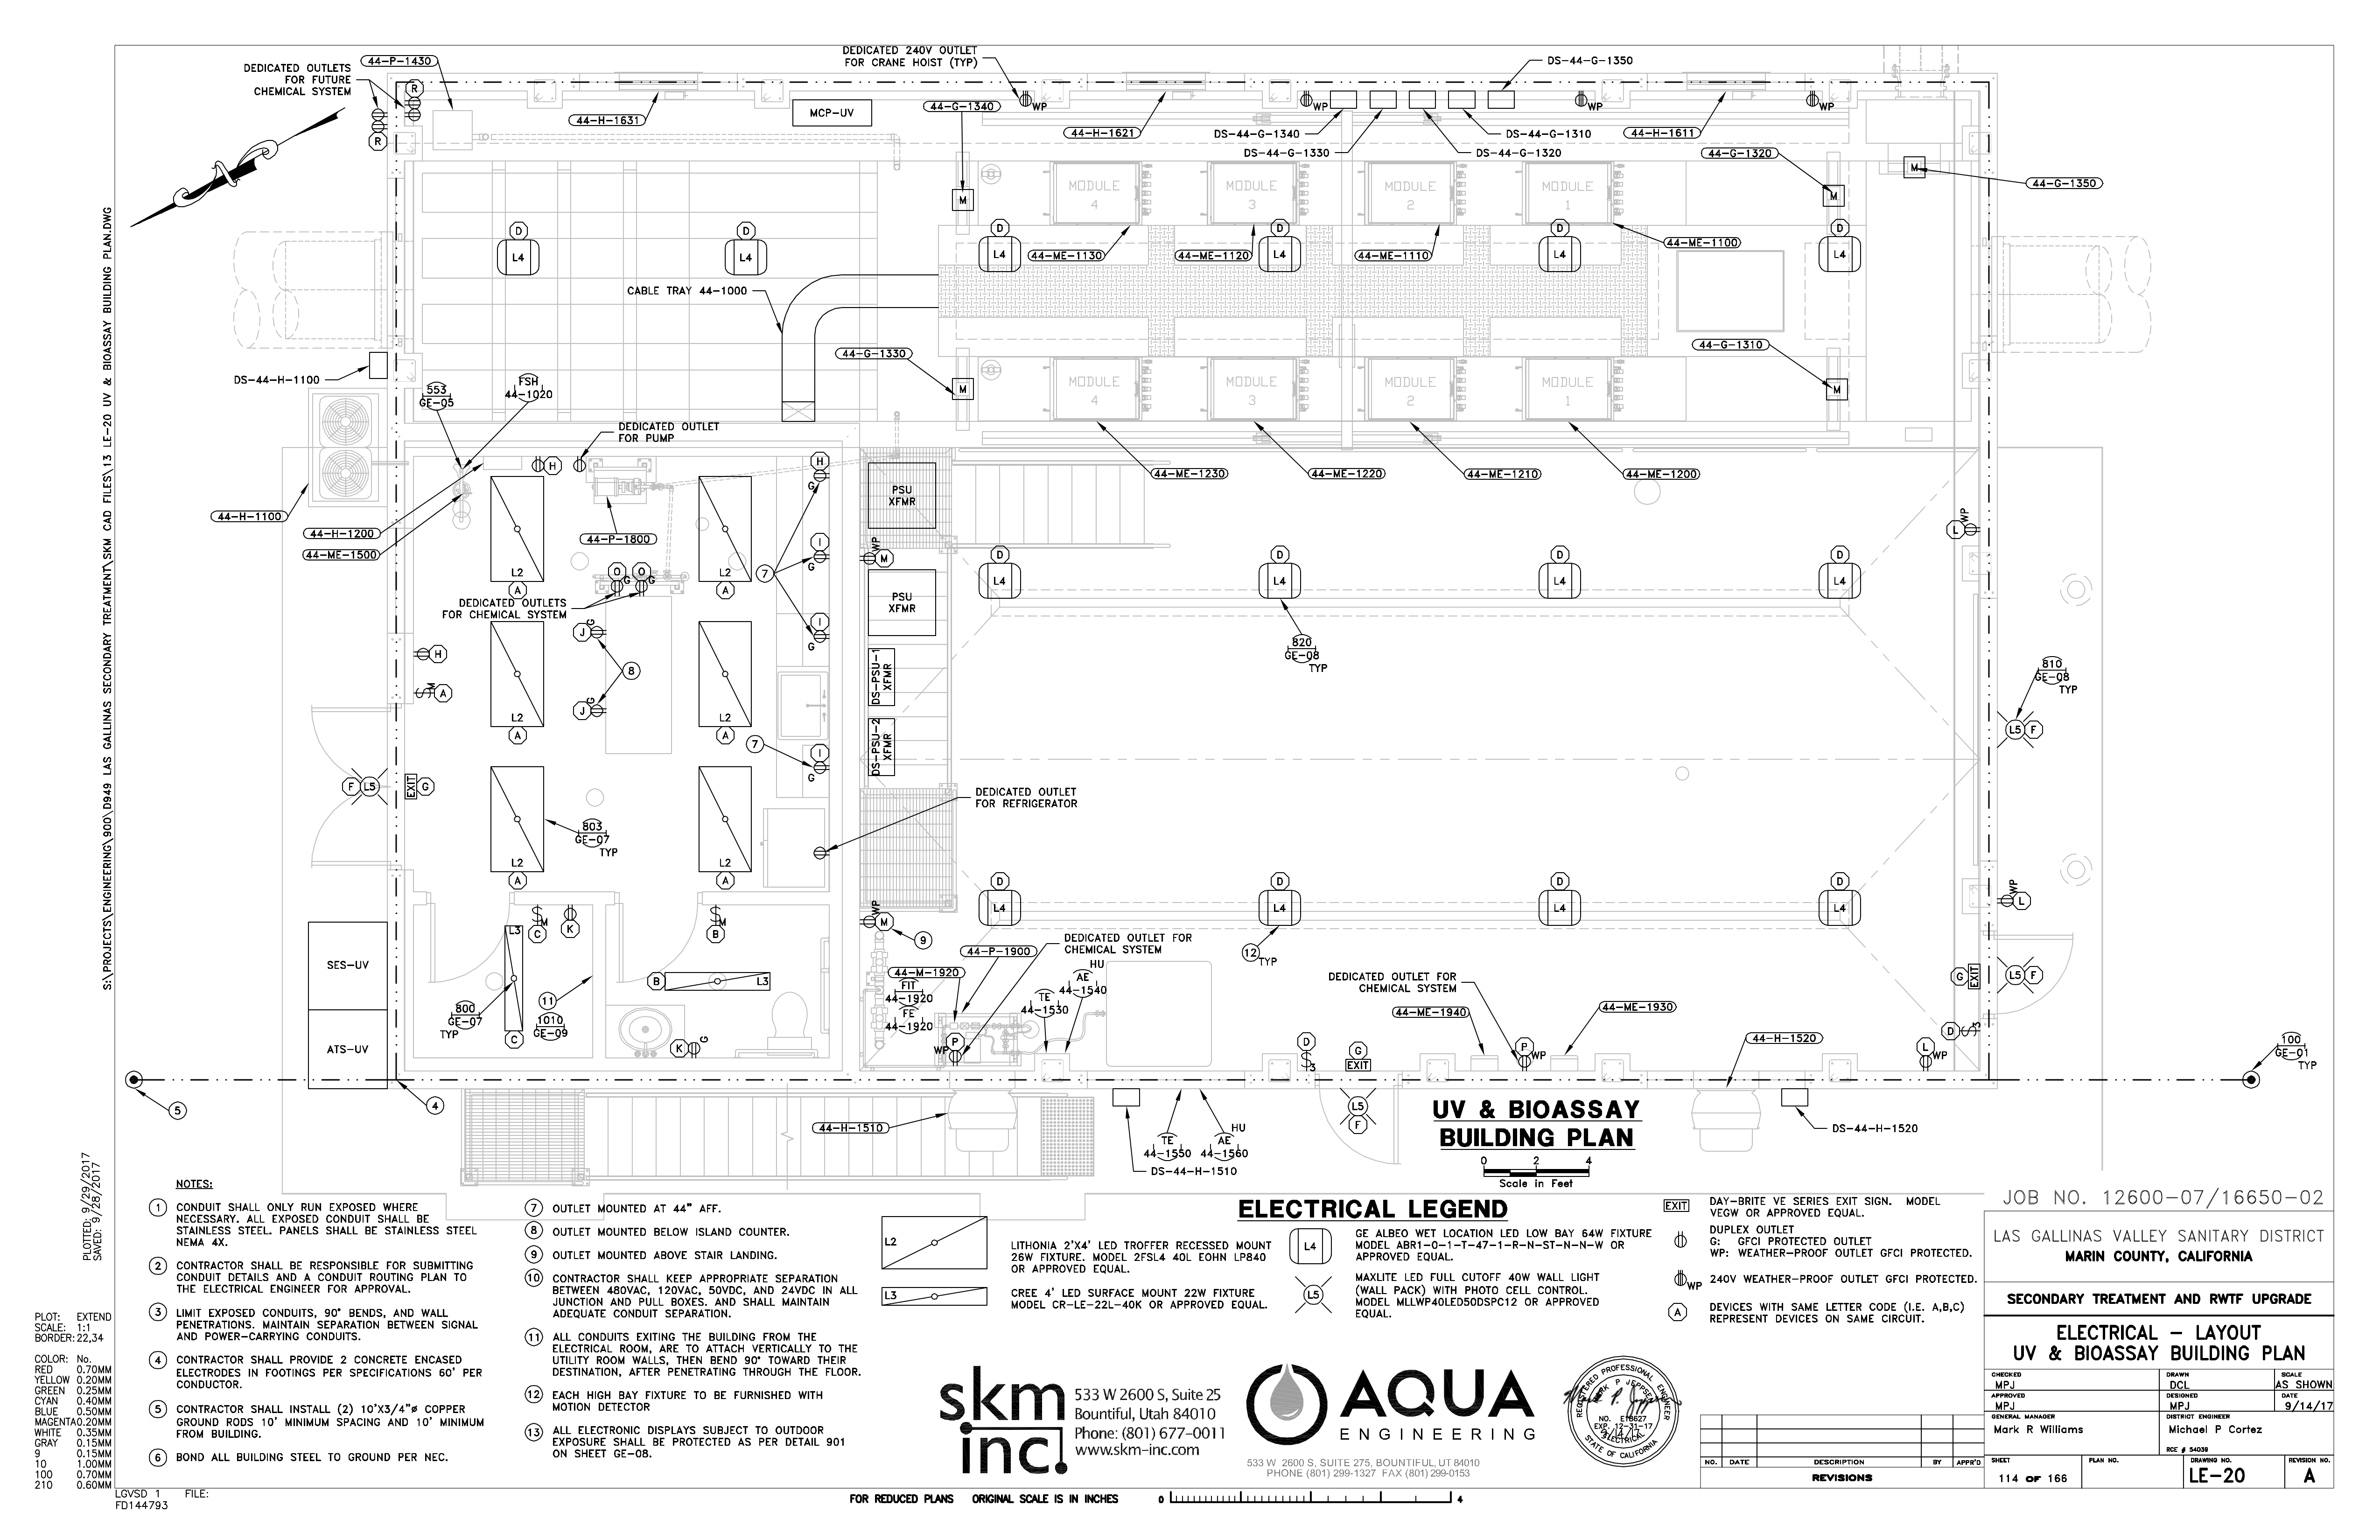 DEDICATED OUTLETS
FOR FUTURE
CHEMICAL SYSTEM
44-P-1430
R
R
44-H-1631
MCP-UV
DEDICATED 240V OUTLET
FOR CRANE HOIST (TYP)
WP
44-G-1340
44-H-1621
WP
DS-44-G-1350
DS-44-G-1340
DS-44-G-1330
DS-44-G-1310
DS-44-G-1320
WP
44-H-1611
WP
44-G-1320
M
44-G-1350
M
M
MODULE
4
MODULE
3
MODULE
2
MODULE
1
D
L4
D
L4
D
L4
D
L4
D
L4
D
L4
44-ME-1130
44-ME-1120
44-ME-1110
44-ME-1100
CABLE TRAY 44-1000
44-G-1330
M
44-G-1310
M
MODULE
4
MODULE
3
MODULE
2
MODULE
1
DS-44-H-1100
553
GE-05
FSH
44-1020
DEDICATED OUTLET
FOR PUMP
H
H
G
44-ME-1230
44-ME-1220
44-ME-1210
44-ME-1200
PSU
XFMR
44-H-1100
44-H-1200
44-ME-1500
44-P-1800
L2
A
L2
A
I
G
7
WP
M
L
WP
O
O
G
G
DEDICATED OUTLETS
FOR CHEMICAL SYSTEM
PSU
XFMR
D
L4
D
L4
D
L4
D
L4
J
G
8
I
G
H
820
GE-08
TYP
810
GE-08
TYP
M
A
J
G
L2
A
L2
A
DS-PSU-1
XFMR
DS-PSU-2
XFMR
7
I
G
L5
F
F
L5
EXIT
G
DEDICATED OUTLET
FOR REFRIGERATOR
803
GE-07
TYP
L2
A
L2
A
D
L4
D
L4
D
L4
D
L4
M
C
K
M
B
WP
M
9
WP
L
L3
C
B
L3
SES-UV
ATS-UV
800
GE-07
TYP
11
1010
GE-09
K
G
44-P-1900
DEDICATED OUTLET FOR
CHEMICAL SYSTEM
44-M-1920
FIT
44-1920
FE
44-1920
P
WP
TE
44-1530
HU
AE
44-1540
12
TYP
DEDICATED OUTLET FOR
CHEMICAL SYSTEM
44-ME-1940
44-ME-1930
P
WP
G
EXIT
L5
F
D
3
44-H-1520
L
WP
D
3
G
EXIT
100
GE-01
TYP
5
4
44-H-1510
TE
44-1550
HU
AE
44-1560
DS-44-H-1510
L5
F
DS-44-H-1520
UV & BIOASSAY
BUILDING PLAN
0 2 4
Scale in Feet
S:\PROJECTS\ENGINEERING\900\D949 LAS GALLINAS SECONDARY TREATMENT\SKM CAD FILES\13 LE-20 UV & BIOASSAY BUILDING PLAN.DWG
PLOTTED: 9/29/2017
SAVED: 9/28/2017
PLOT: EXTEND
SCALE: 1:1
BORDER: 22,34
COLOR: No.
RED 0.70MM
YELLOW 0.20MM
GREEN 0.25MM
CYAN 0.40MM
BLUE 0.50MM
MAGENTA0.20MM
WHITE 0.35MM
GRAY 0.15MM
9 0.15MM
10 1.00MM
100 0.70MM
210 0.60MM
LGVSD 1 FILE:
FD144793
NOTES:
1 CONDUIT SHALL ONLY RUN EXPOSED WHERE
NECESSARY. ALL EXPOSED CONDUIT SHALL BE
STAINLESS STEEL. PANELS SHALL BE STAINLESS STEEL
NEMA 4X.
2 CONTRACTOR SHALL BE RESPONSIBLE FOR SUBMITTING
CONDUIT DETAILS AND A CONDUIT ROUTING PLAN TO
THE ELECTRICAL ENGINEER FOR APPROVAL.
3 LIMIT EXPOSED CONDUITS, 90° BENDS, AND WALL
PENETRATIONS. MAINTAIN SEPARATION BETWEEN SIGNAL
AND POWER-CARRYING CONDUITS.
4 CONTRACTOR SHALL PROVIDE 2 CONCRETE ENCASED
ELECTRODES IN FOOTINGS PER SPECIFICATIONS 60' PER
CONDUCTOR.
5 CONTRACTOR SHALL INSTALL (2) 10'X3/4"ø COPPER
GROUND RODS 10' MINIMUM SPACING AND 10' MINIMUM
FROM BUILDING.
6 BOND ALL BUILDING STEEL TO GROUND PER NEC.
7 OUTLET MOUNTED AT 44" AFF.
8 OUTLET MOUNTED BELOW ISLAND COUNTER.
9 OUTLET MOUNTED ABOVE STAIR LANDING.
10 CONTRACTOR SHALL KEEP APPROPRIATE SEPARATION
BETWEEN 480VAC, 120VAC, 50VDC, AND 24VDC IN ALL
JUNCTION AND PULL BOXES. AND SHALL MAINTAIN
ADEQUATE CONDUIT SEPARATION.
11 ALL CONDUITS EXITING THE BUILDING FROM THE
ELECTRICAL ROOM, ARE TO ATTACH VERTICALLY TO THE
UTILITY ROOM WALLS, THEN BEND 90° TOWARD THEIR
DESTINATION, AFTER PENETRATING THROUGH THE FLOOR.
12 EACH HIGH BAY FIXTURE TO BE FURNISHED WITH
MOTION DETECTOR
13 ALL ELECTRONIC DISPLAYS SUBJECT TO OUTDOOR
EXPOSURE SHALL BE PROTECTED AS PER DETAIL 901
ON SHEET GE-08.
ELECTRICAL LEGEND
L2
LITHONIA 2'X4' LED TROFFER RECESSED MOUNT
26W FIXTURE. MODEL 2FSL4 40L EOHN LP840
OR APPROVED EQUAL.
L3
CREE 4' LED SURFACE MOUNT 22W FIXTURE
MODEL CR-LE-22L-40K OR APPROVED EQUAL.
L4
GE ALBEO WET LOCATION LED LOW BAY 64W FIXTURE
MODEL ABR1-0-1-T-47-1-R-N-ST-N-N-W OR
APPROVED EQUAL.
L5
MAXLITE LED FULL CUTOFF 40W WALL LIGHT
(WALL PACK) WITH PHOTO CELL CONTROL.
MODEL MLLWP40LED50DSPC12 OR APPROVED
EQUAL.
EXIT
DAY-BRITE VE SERIES EXIT SIGN. MODEL
VEGW OR APPROVED EQUAL.
DUPLEX OUTLET
G: GFCI PROTECTED OUTLET
WP: WEATHER-PROOF OUTLET GFCI PROTECTED.
WP 240V WEATHER-PROOF OUTLET GFCI PROTECTED.
A
DEVICES WITH SAME LETTER CODE (I.E. A,B,C)
REPRESENT DEVICES ON SAME CIRCUIT.
skm inc.
533 W 2600 S, Suite 25
Bountiful, Utah 84010
Phone: (801) 677-0011
www.skm-inc.com
AQUA
ENGINEERING
533 W 2600 S, SUITE 275, BOUNTIFUL, UT 84010
PHONE (801) 299-1327 FAX (801) 299-0153
REGISTERED PROFESSIONAL ENGINEER
MARK P JEPPSEN
NO. E18627
EXP. 12-31-17
ELECTRICAL
STATE OF CALIFORNIA
FOR REDUCED PLANS ORIGINAL SCALE IS IN INCHES 0 4
NO. DATE DESCRIPTION BY APPR'D
REVISIONS
JOB NO. 12600-07/16650-02
LAS GALLINAS VALLEY SANITARY DISTRICT
MARIN COUNTY, CALIFORNIA
SECONDARY TREATMENT AND RWTF UPGRADE
ELECTRICAL - LAYOUT
UV & BIOASSAY BUILDING PLAN
CHECKED DRAWN SCALE
MPJ DCL AS SHOWN
APPROVED DESIGNED DATE
MPJ MPJ 9/14/17
GENERAL MANAGER DISTRICT ENGINEER
Mark R Williams Michael P Cortez
RCE # 54039
SHEET PLAN NO. DRAWING NO. REVISION NO.
114 OF 166 LE-20 A